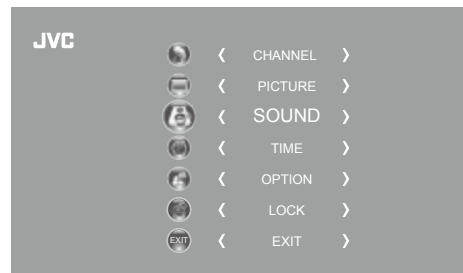 JVC
CHANNEL
PICTURE
SOUND
TIME
OPTION
LOCK
EXIT EXIT